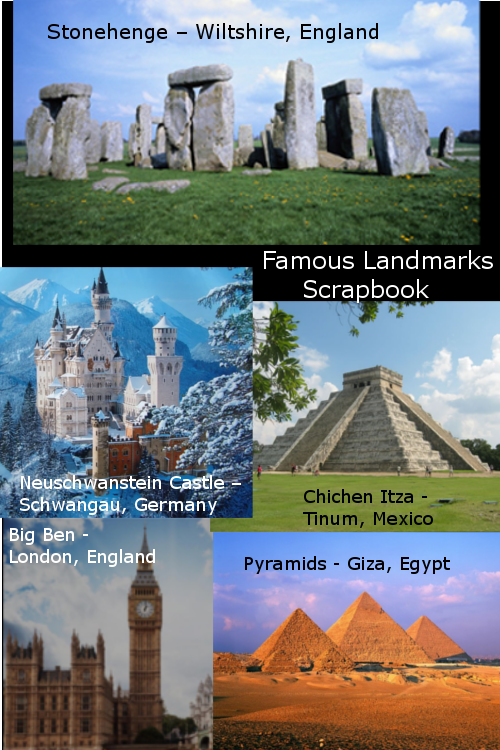 Stonehenge – Wiltshire, England
Famous Landmarks
Scrapbook
Neuschwanstein Castle –
Schwangau, Germany
Chichen Itza -
Tinum, Mexico
Big Ben -
London, England
Pyramids - Giza, Egypt